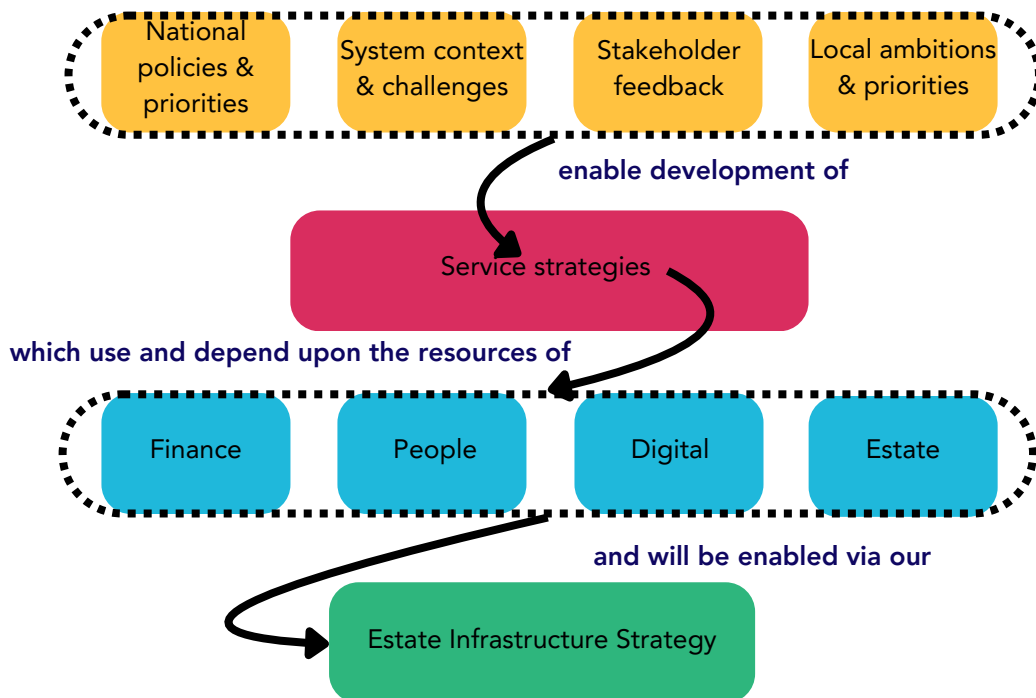 National
policies &
priorities
System context
& challenges
Stakeholder
feedback
Local ambitions
& priorities
enable development of
Service strategies
which use and depend upon the resources of
Finance
People
Digital
Estate
and will be enabled via our
Estate Infrastructure Strategy